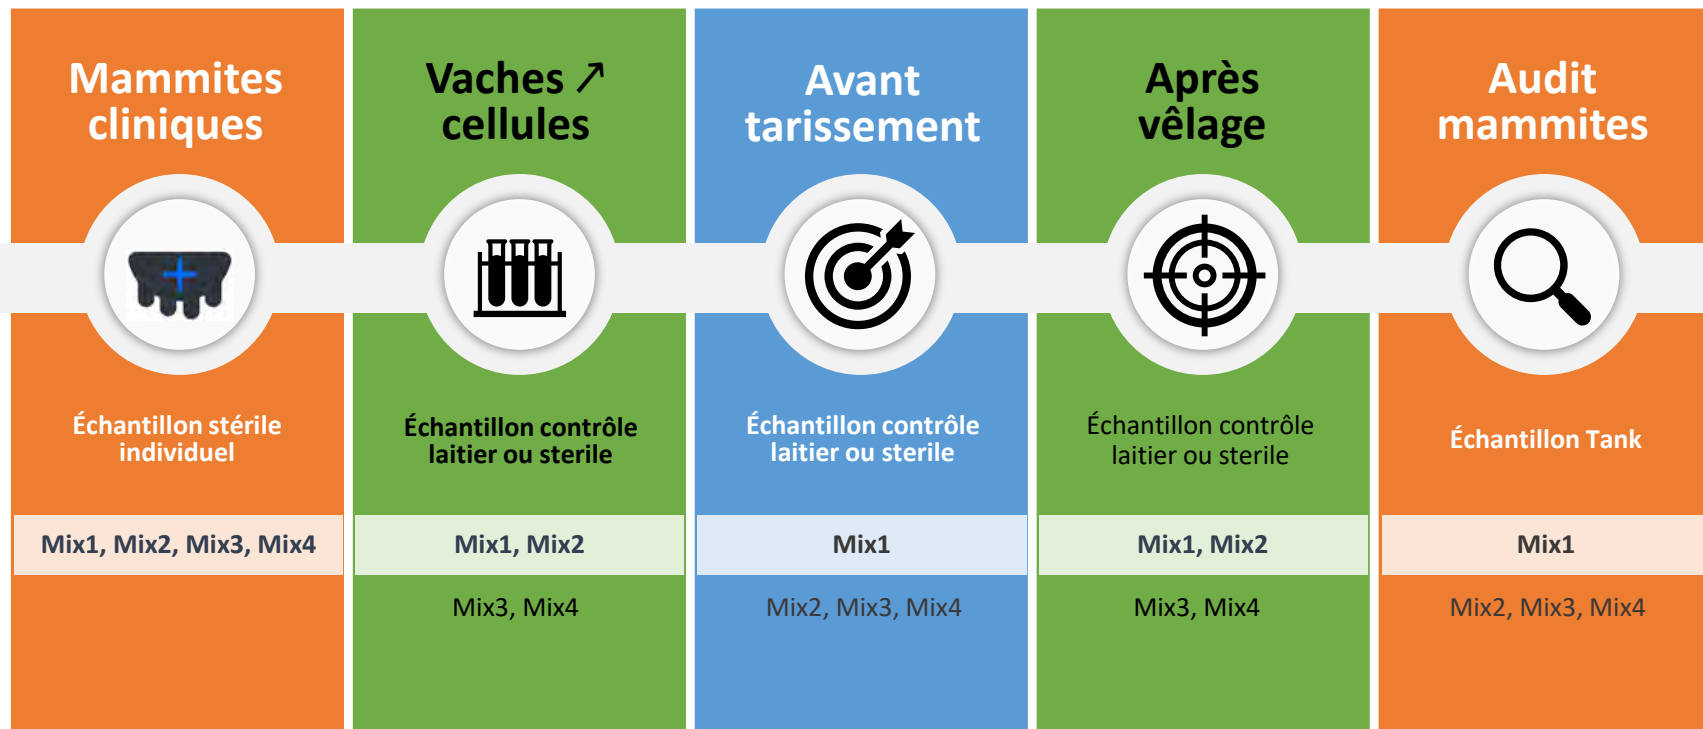 Mammites
cliniques
Échantillon stérile
individuel
Mix1, Mix2, Mix3, Mix4
Vaches ↗
cellules
Échantillon contrôle
laitier ou sterile
Mix1, Mix2
Mix3, Mix4
Avant
tarissement
Échantillon contrôle
laitier ou sterile
Mix1
Mix2, Mix3, Mix4
Après
vêlage
Échantillon contrôle
laitier ou sterile
Mix1, Mix2
Mix3, Mix4
Audit
mammites
Échantillon Tank
Mix1
Mix2, Mix3, Mix4